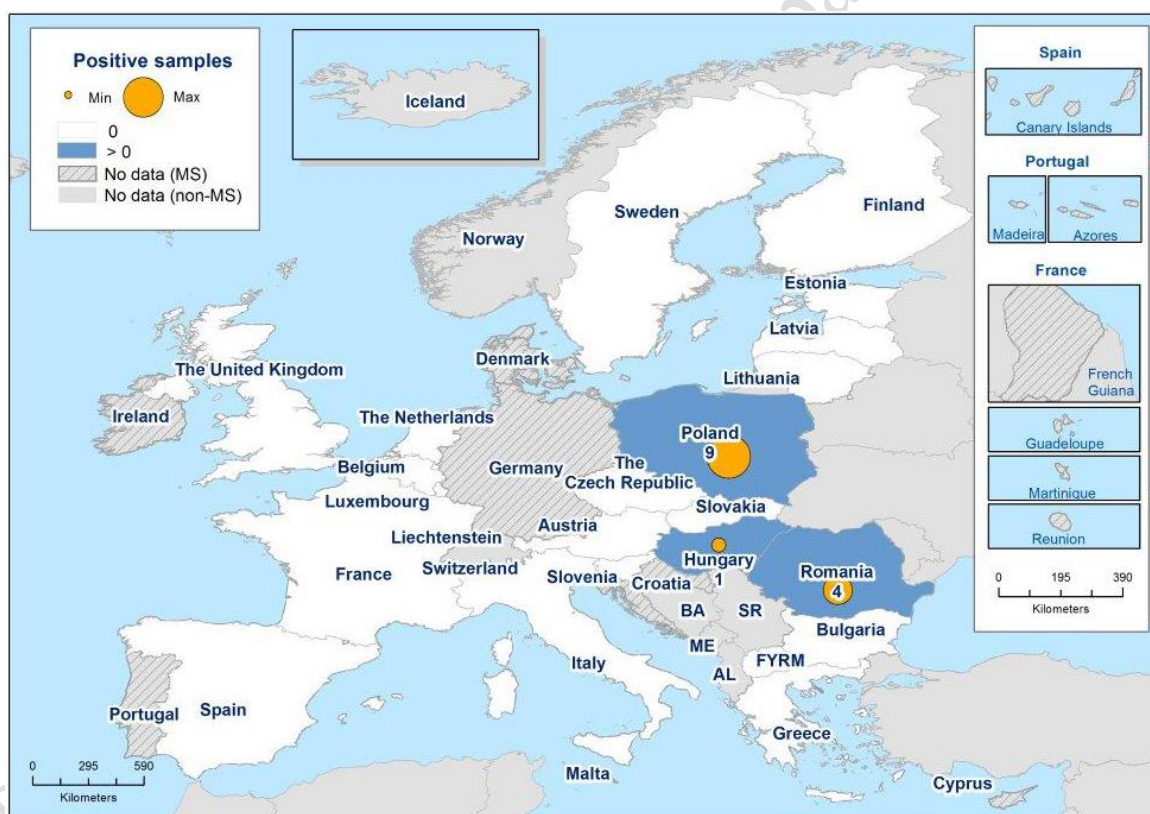 Positive samples
Min
Max
0
> 0
No data (MS)
No data (non-MS)
Iceland
Spain
Canary Islands
Portugal
Madeira
Azores
France
French
Guiana
Guadeloupe
Martinique
Reunion
0 195 390
Kilometers
Sweden
Finland
Norway
Estonia
Latvia
Denmark
Lithuania
The United Kingdom
Ireland
The Netherlands
Poland
9
Belgium
Germany
The
Czech Republic
Luxembourg
Slovakia
Austria
Liechtenstein
Switzerland
Hungary
1
France
Slovenia
Croatia
Romania
4
BA
SR
Bulgaria
ME
FYRM
Italy
AL
Portugal
Spain
Greece
Malta
Cyprus
0 295 590
Kilometers